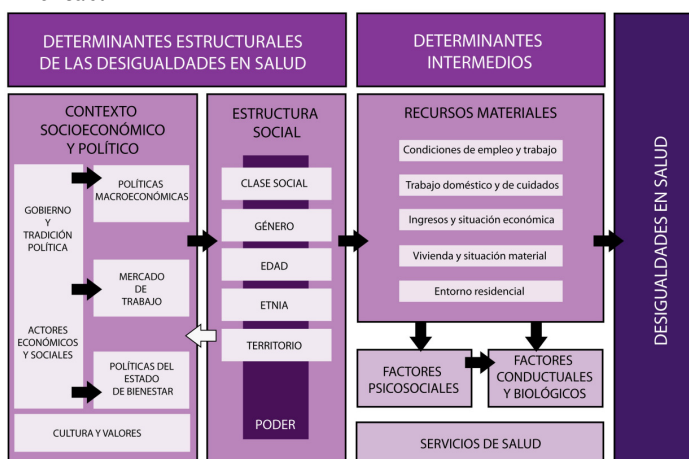 DETERMINANTES ESTRUCTURALES
DE LAS DESIGUALDADES EN SALUD
DETERMINANTES
INTERMEDIOS
DESIGUALDADES EN SALUD
CONTEXTO
SOCIOECONÓMICO
Y POLÍTICO
GOBIERNO
Y
TRADICIÓN
POLÍTICA
ACTORES
ECONÓMICOS
Y SOCIALES
POLÍTICAS
MACROECONÓMICAS
MERCADO
DE
TRABAJO
POLÍTICAS DEL
ESTADO
DE BIENESTAR
CULTURA Y VALORES
ESTRUCTURA
SOCIAL
CLASE SOCIAL
GÉNERO
EDAD
ETNIA
TERRITORIO
PODER
RECURSOS MATERIALES
Condiciones de empleo y trabajo
Trabajo doméstico y de cuidados
Ingresos y situación económica
Vivienda y situación material
Entorno residencial
FACTORES
PSICOSOCIALES
FACTORES
CONDUCTUALES
Y BIOLÓGICOS
SERVICIOS DE SALUD